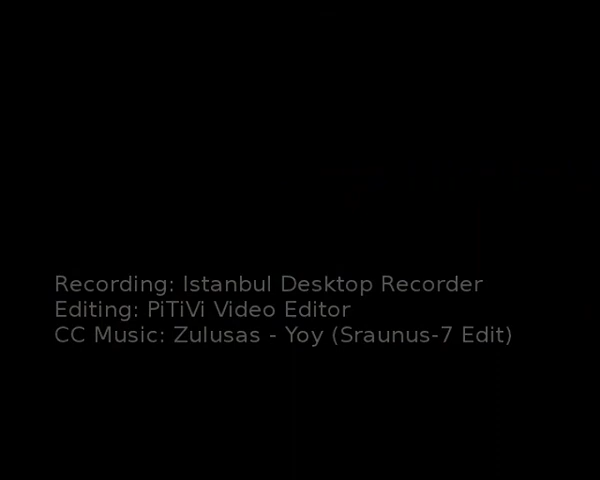 Recording: Istanbul Desktop Recorder
Editing: PiTiVi Video Editor
CC Music: Zulusas - Yoy (Sraunus-7 Edit)